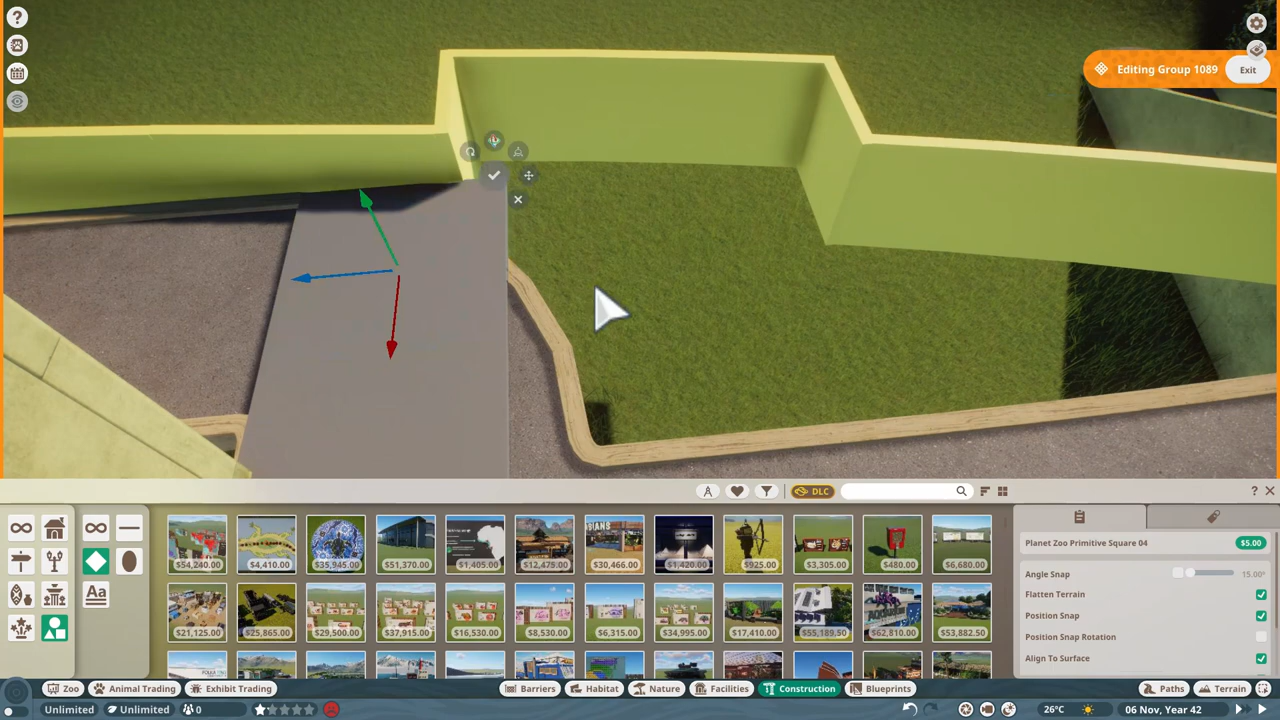 ?
Editing Group 1089
Exit
DLC
? ×
Aa
$54,240.00
$4,410.00
$35,945.00
$51,370.00
$1,405.00
$12,475.00
$30,466.00
$1,420.00
$925.00
$3,305.00
$480.00
$6,680.00
$21,125.00
$25,865.00
$29,500.00
$37,915.00
$16,530.00
$8,530.00
$6,315.00
$34,995.00
$17,410.00
$55,189.50
$62,810.00
$53,882.50
Planet Zoo Primitive Square 04
$5.00
Angle Snap
15.00°
Flatten Terrain
Position Snap
Position Snap Rotation
Align To Surface
Zoo
Animal Trading
Exhibit Trading
Barriers
Habitat
Nature
Facilities
Construction
Blueprints
Paths
Terrain
Unlimited
Unlimited
0
26°C
06 Nov, Year 42